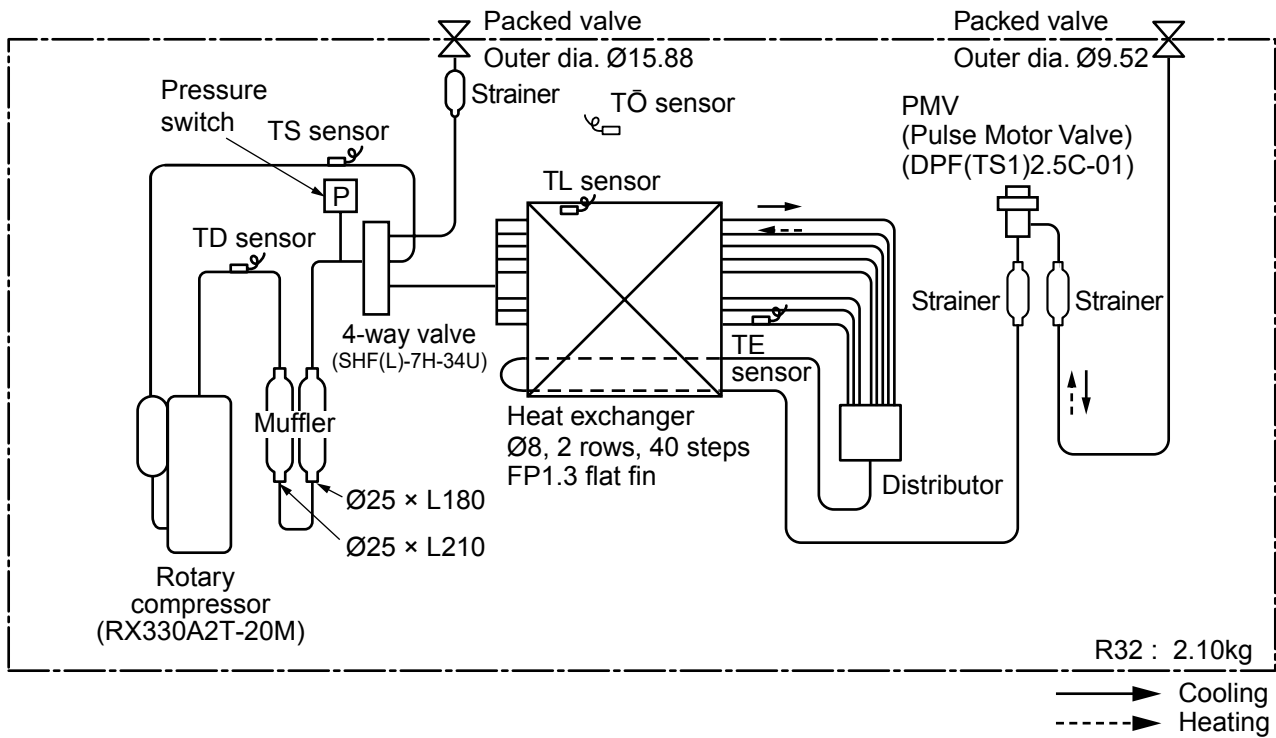 Packed valve
Outer dia. Ø15.88
Packed valve
Outer dia. Ø9.52
Strainer
Pressure
switch
TS sensor
TŌ sensor
PMV
(Pulse Motor Valve)
(DPF(TS1)2.5C-01)
P
TL sensor
TD sensor
Strainer
Strainer
4-way valve
(SHF(L)-7H-34U)
TE
sensor
Muffler
Heat exchanger
Ø8, 2 rows, 40 steps
FP1.3 flat fin
Distributor
Ø25 × L180
Ø25 × L210
Rotary
compressor
(RX330A2T-20M)
R32 : 2.10kg
Cooling
Heating